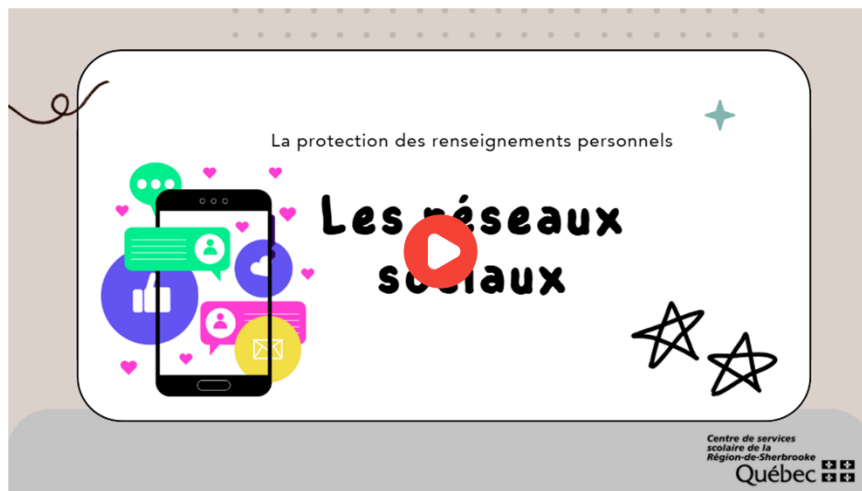 La protection des renseignements personnels
Les réseaux
sociaux
Centre de services
scolaire de la
Région-de-Sherbrooke
Québec